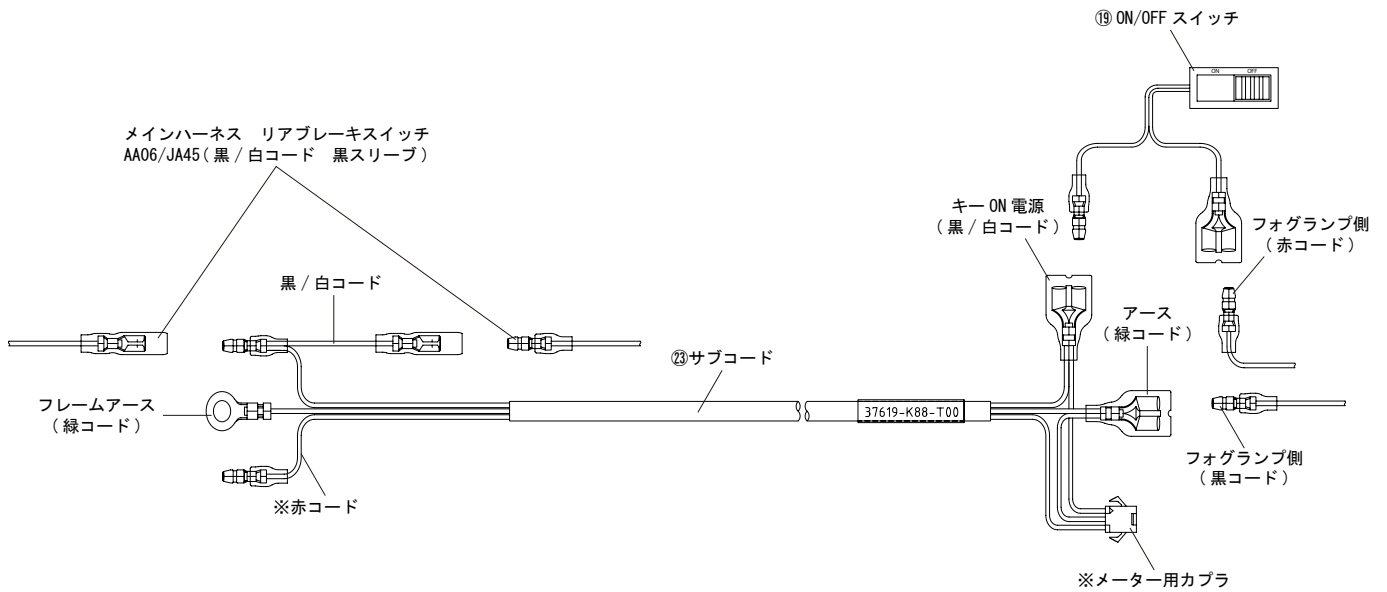 ⑲ ON/OFF スイッチ
ON OFF
メインハーネス　リアブレーキスイッチ
AA06/JA45(黒/白コード　黒スリーブ)
キー ON 電源
(黒/白コード)
フォグランプ側
(赤コード)
黒/白コード
アース
(緑コード)
㉓サブコード
フレームアース
(緑コード)
37619-K88-T00
フォグランプ側
(黒コード)
※赤コード
※メーター用カプラ